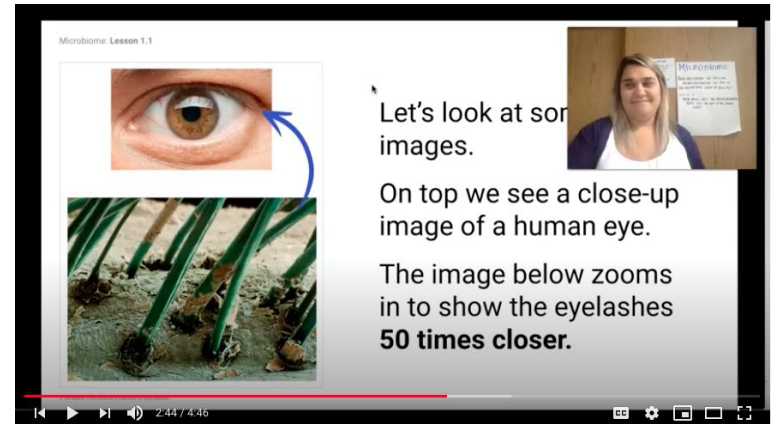 Microbiome: Lesson 1.1
MICROBIOME
Let's look at sor
images.
On top we see a close-up
image of a human eye.
The image below zooms
in to show the eyelashes
50 times closer.
2:44 / 4:46
CC